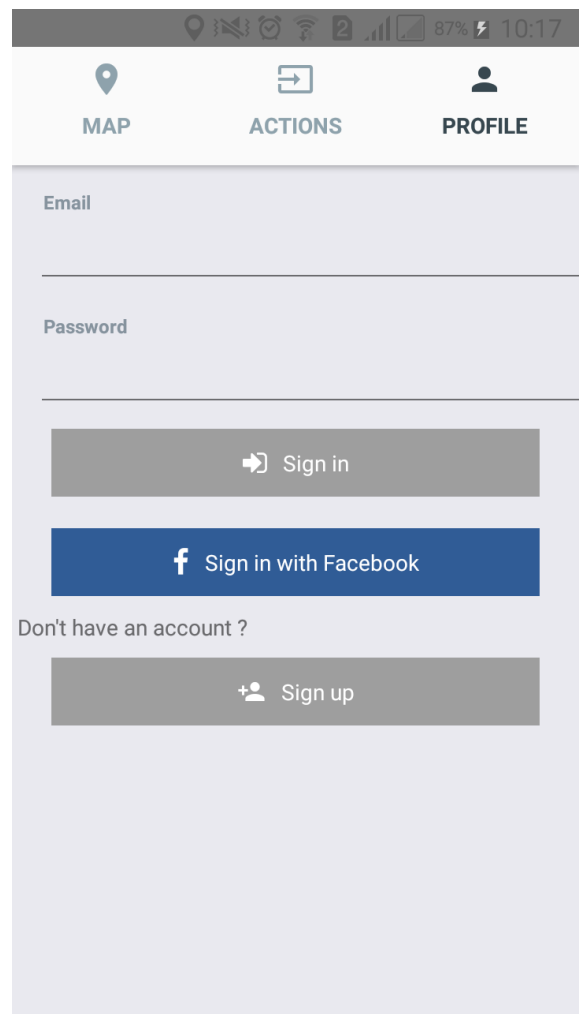 2 87% 10:17
MAP ACTIONS PROFILE
Email
Password
Sign in
f Sign in with Facebook
Don't have an account ?
Sign up